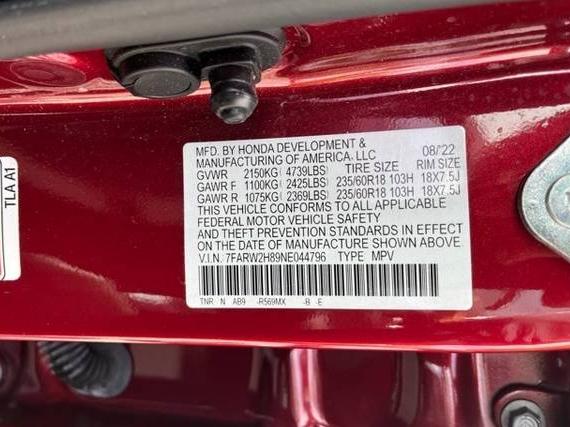 MFD. BY HONDA DEVELOPMENT & 08/'22
MANUFACTURING OF AMERICA, LLC
GVWR 2150KG( 4739LBS) TIRE SIZE RIM SIZE
GAWR F 1100KG( 2425LBS) 235/60R18 103H 18X7.5J
GAWR R 1075KG( 2369LBS) 235/60R18 103H 18X7.5J
THIS VEHICLE CONFORMS TO ALL APPLICABLE
FEDERAL MOTOR VEHICLE SAFETY
AND THEFT PREVENTION STANDARDS IN EFFECT
ON THE DATE OF MANUFACTURE SHOWN ABOVE.
V.I.N. 7FARW2H89NE044796 TYPE MPV
TNR N AB9 -R569MX -B -E
TLA A1